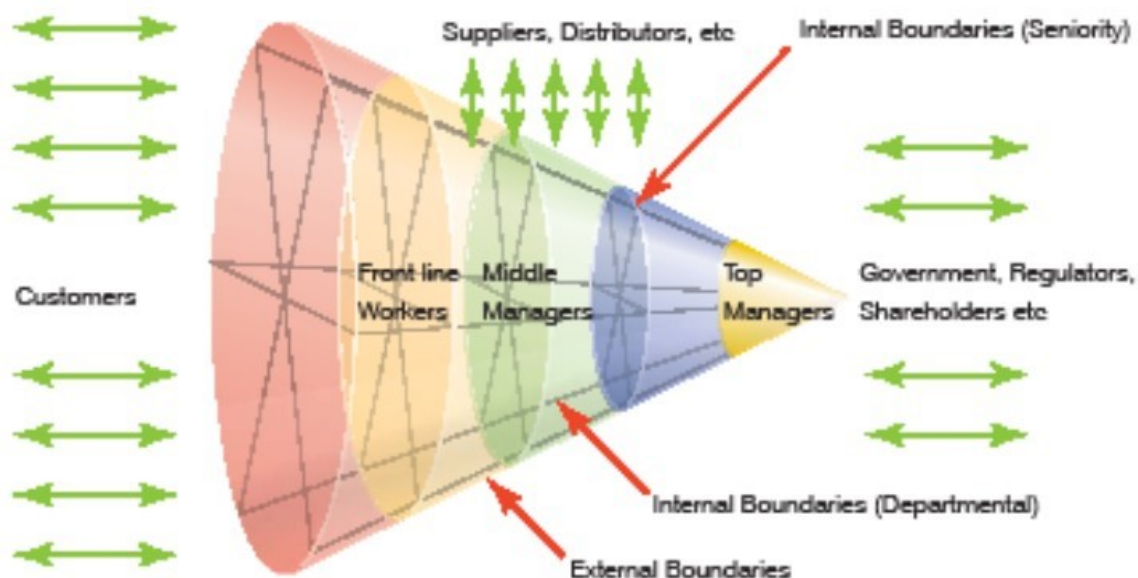 Suppliers, Distributors, etc
Internal Boundaries (Seniority)
Customers
Front line
Workers
Middle
Managers
Top
Managers
Government, Regulators,
Shareholders etc
Internal Boundaries (Departmental)
External Boundaries